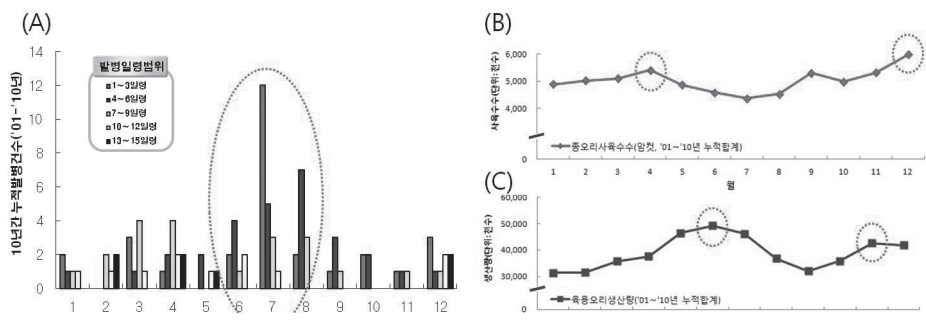 (A)
10년간 누적발병건수('01~'10년)
14
12
10
8
6
4
2
0
발병일령범위
1~3일령
4~6일령
7~9일령
10~12일령
13~15일령
1 2 3 4 5 6 7 8 9 10 11 12
(B)
사육수수(단위:천수)
6,000
5,000
4,000
종오리사육수수(암컷, '01~'10년 누적합계)
1 2 3 4 5 6 7 8 9 10 11 12
월
(C)
생산량(단위:천수)
60,000
50,000
40,000
30,000
육용오리생산량('01~'10년 누적합계)